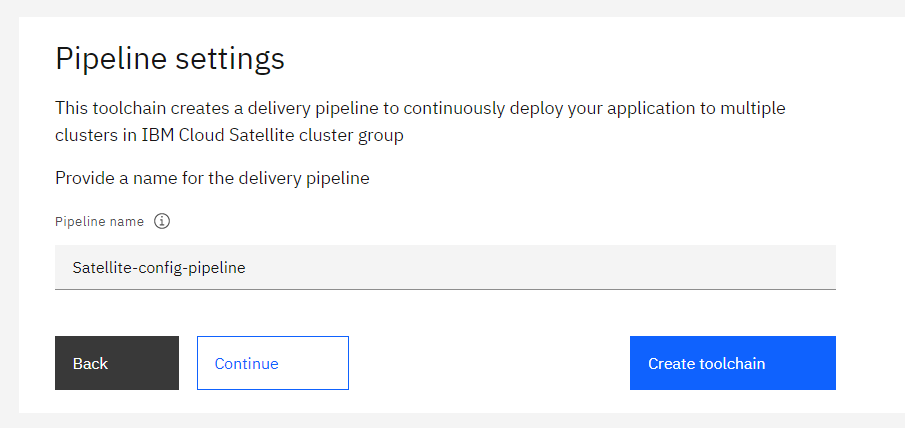 Pipeline settings
This toolchain creates a delivery pipeline to continuously deploy your application to multiple
clusters in IBM Cloud Satellite cluster group
Provide a name for the delivery pipeline
Pipeline name
Satellite-config-pipeline
Back
Continue
Create toolchain